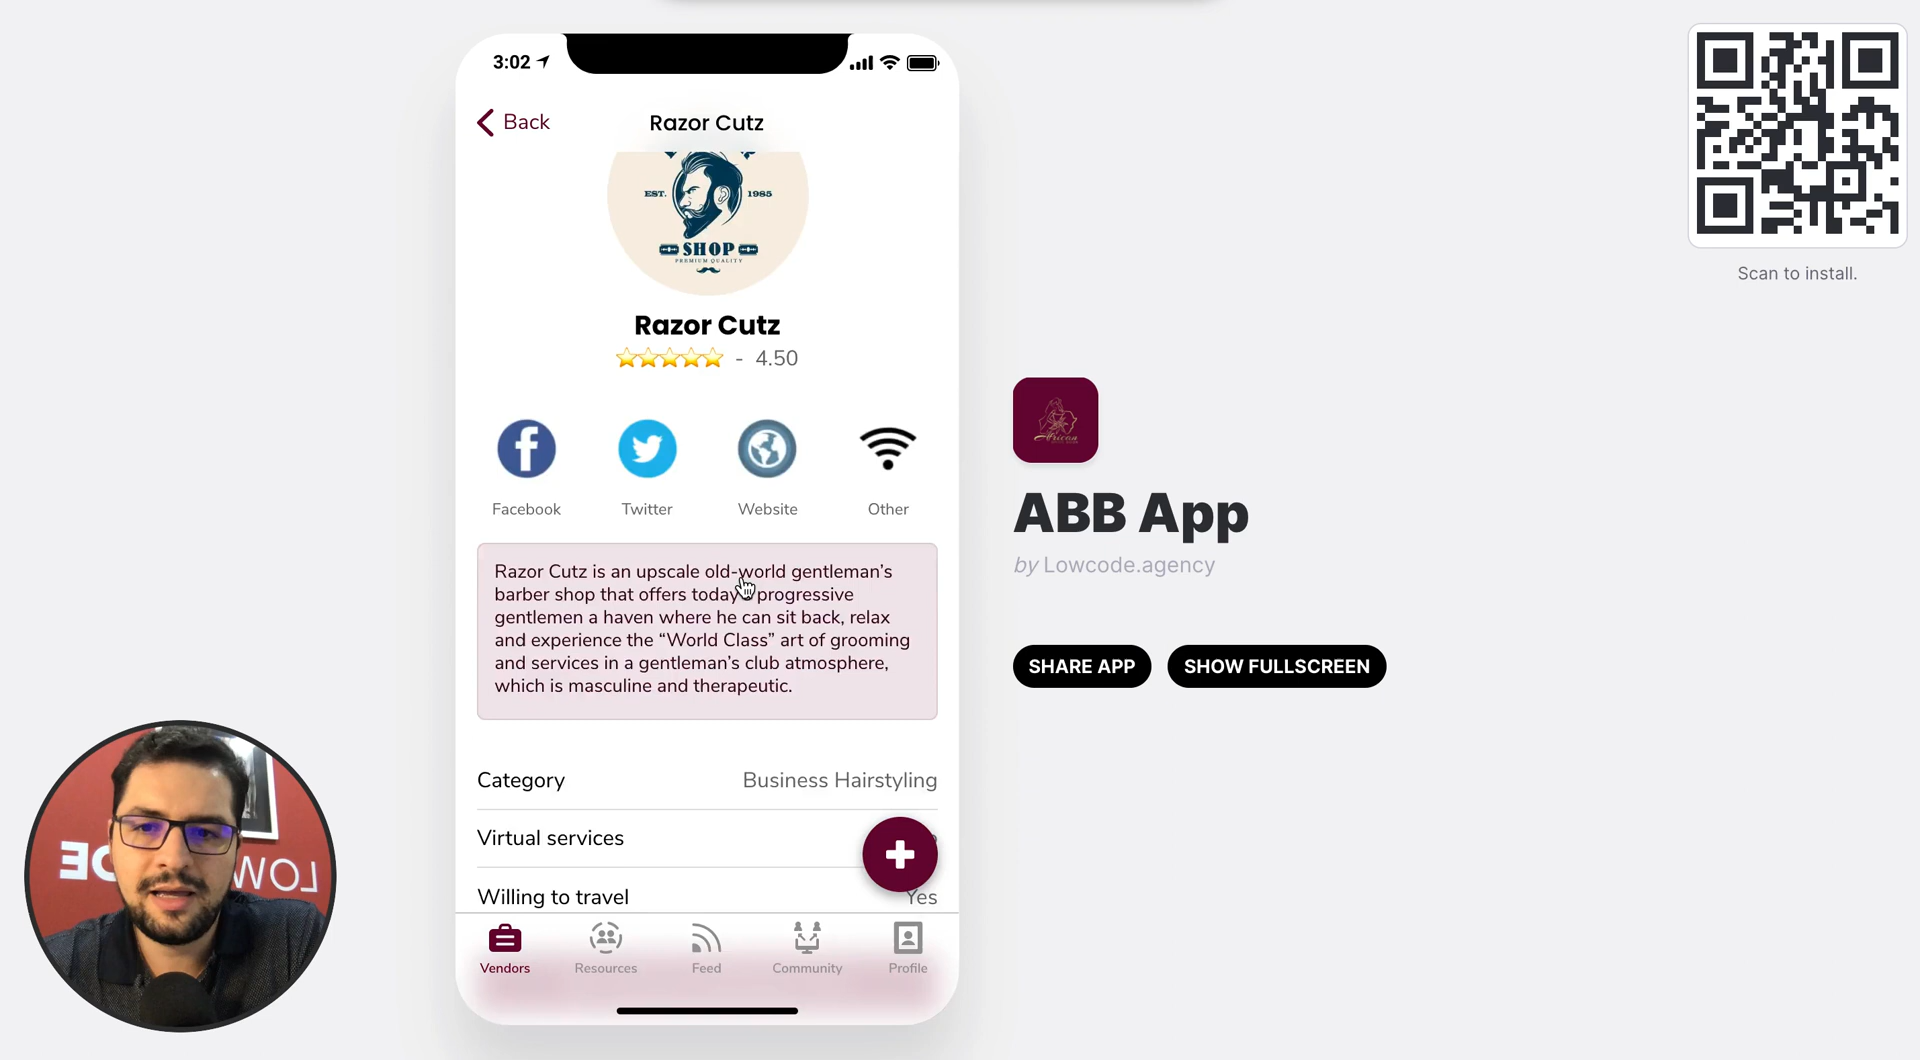 3:02
Back
Razor Cutz
EST. 1985
SHOP
PREMIUM QUALITY
Razor Cutz
- 4.50
Facebook
Twitter
Website
Other
Razor Cutz is an upscale old-world gentleman's
barber shop that offers today progressive
gentlemen a haven where he can sit back, relax
and experience the “World Class” art of grooming
and services in a gentleman's club atmosphere,
which is masculine and therapeutic.
Category
Business Hairstyling
Virtual services
Willing to travel
Yes
Vendors
Resources
Feed
Community
Profile
Scan to install.
African
ABB App
by Lowcode.agency
SHARE APP
SHOW FULLSCREEN